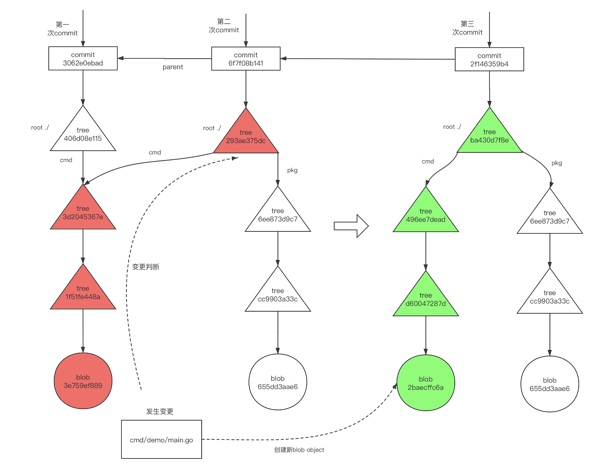 第一
次commit
第二
次commit
第三
次commit
commit
3062e0ebad
parent
commit
6f7f08b141
commit
2f146359b4
root ./
tree
406d08e115
root ./
tree
293ae375dc
root ./
tree
ba430d7f8e
cmd
cmd
pkg
cmd
pkg
tree
3d2045367e
tree
6ee873d9c7
tree
496ee7dead
tree
6ee873d9c7
变更判断
tree
1f51fe448a
tree
cc9903a33c
tree
d60047287d
tree
cc9903a33c
blob
3e759ef889
blob
655dd3aae6
blob
2baecffc6a
blob
655dd3aae6
发生变更
cmd/demo/main.go
创建新blob object